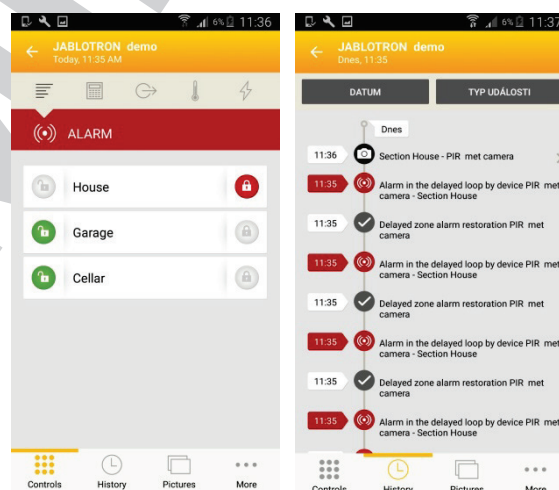 6% 11:36
JABLOTRON demo
Today, 11:35 AM
ALARM
House
Garage
Cellar
Controls History Pictures More
6% 11:37
JABLOTRON demo
Dnes, 11:35
DATUM TYP UDÁLOSTI
Dnes
11:36 Section House - PIR met camera
11:35 Alarm in the delayed loop by device PIR met
camera - Section House
11:35 Delayed zone alarm restoration PIR met
camera
11:35 Alarm in the delayed loop by device PIR met
camera - Section House
11:35 Delayed zone alarm restoration PIR met
camera
11:35 Alarm in the delayed loop by device PIR met
camera - Section House
11:35 Delayed zone alarm restoration PIR met
camera
11:35 Alarm in the delayed loop by device PIR met
camera - Section House
Controls History Pictures More